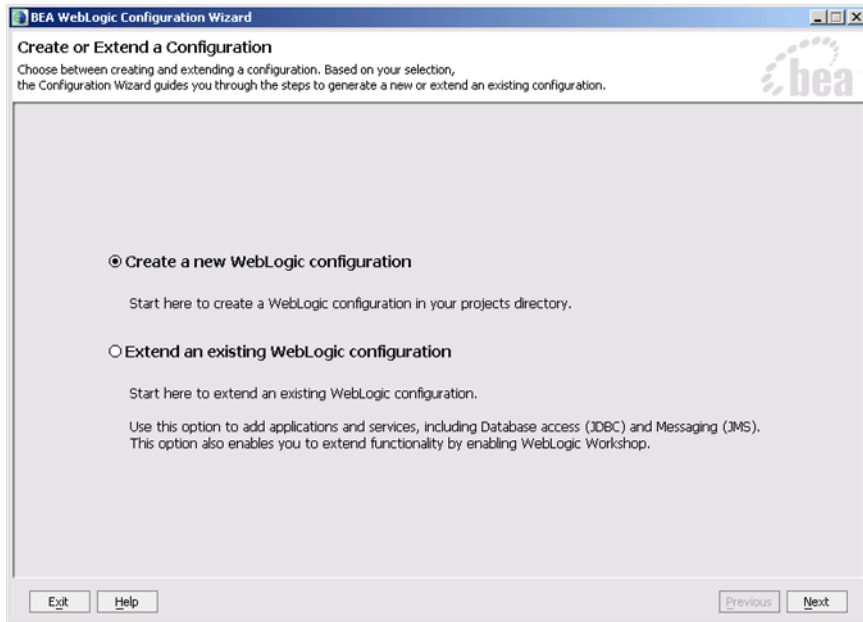 BEA WebLogic Configuration Wizard
Create or Extend a Configuration
Choose between creating and extending a configuration. Based on your selection,
the Configuration Wizard guides you through the steps to generate a new or extend an existing configuration.
bea
Create a new WebLogic configuration
Start here to create a WebLogic configuration in your projects directory.
Extend an existing WebLogic configuration
Start here to extend an existing WebLogic configuration.
Use this option to add applications and services, including Database access (JDBC) and Messaging (JMS).
This option also enables you to extend functionality by enabling WebLogic Workshop.
Exit Help Previous Next